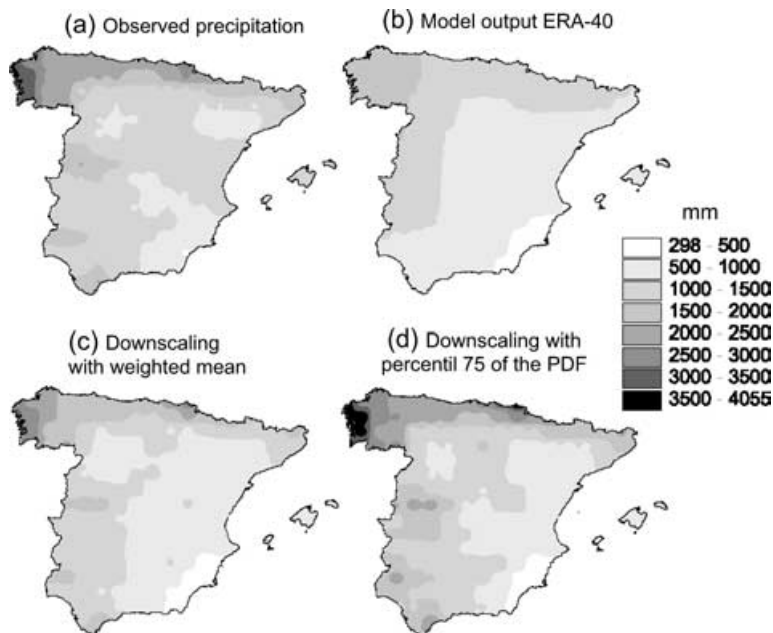 (a) Observed precipitation
(b) Model output ERA-40
mm
298 - 500
500 - 1000
1000 - 1500
1500 - 2000
2000 - 2500
2500 - 3000
3000 - 3500
3500 - 4055
(c) Downscaling
with weighted mean
(d) Downscaling with
percentil 75 of the PDF